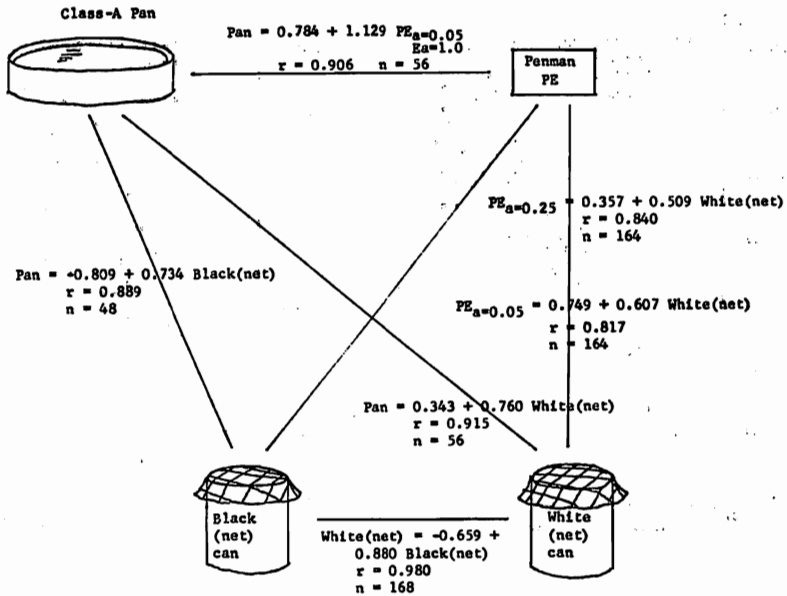 Class-A Pan
Pan = 0.784 + 1.129 PEa=0.05
Ea=1.0
r = 0.906 n = 56
Penman
PE
PEa=0.25 = 0.357 + 0.509 White(net)
r = 0.840
n = 164
Pan = -0.809 + 0.734 Black(net)
r = 0.889
n = 48
PEa=0.05 = 0.749 + 0.607 White(net)
r = 0.817
n = 164
Pan = 0.343 + 0.760 White(net)
r = 0.915
n = 56
Black
(net)
can
White(net) = -0.659 +
0.880 Black(net)
r = 0.980
n = 168
White
(net)
can